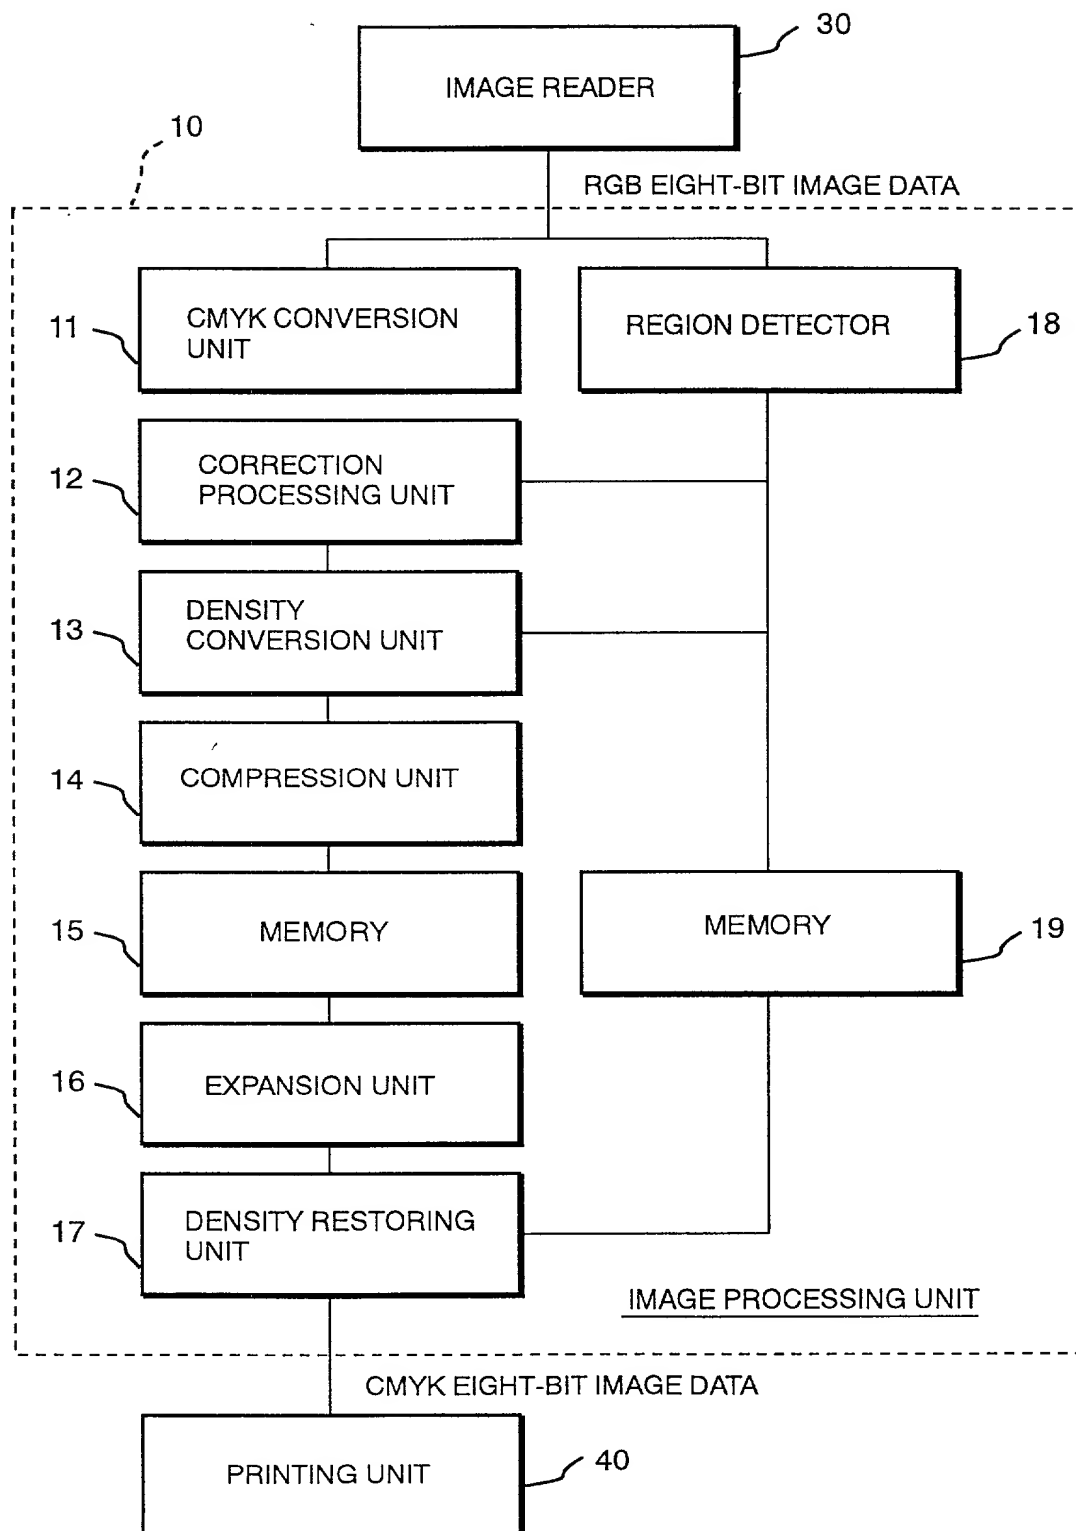 30
IMAGE READER
10
RGB EIGHT-BIT IMAGE DATA
11
CMYK CONVERSION
UNIT
REGION DETECTOR
18
12
CORRECTION
PROCESSING UNIT
13
DENSITY
CONVERSION UNIT
14
COMPRESSION UNIT
15
MEMORY
MEMORY
19
16
EXPANSION UNIT
17
DENSITY RESTORING
UNIT
IMAGE PROCESSING UNIT
CMYK EIGHT-BIT IMAGE DATA
PRINTING UNIT
40